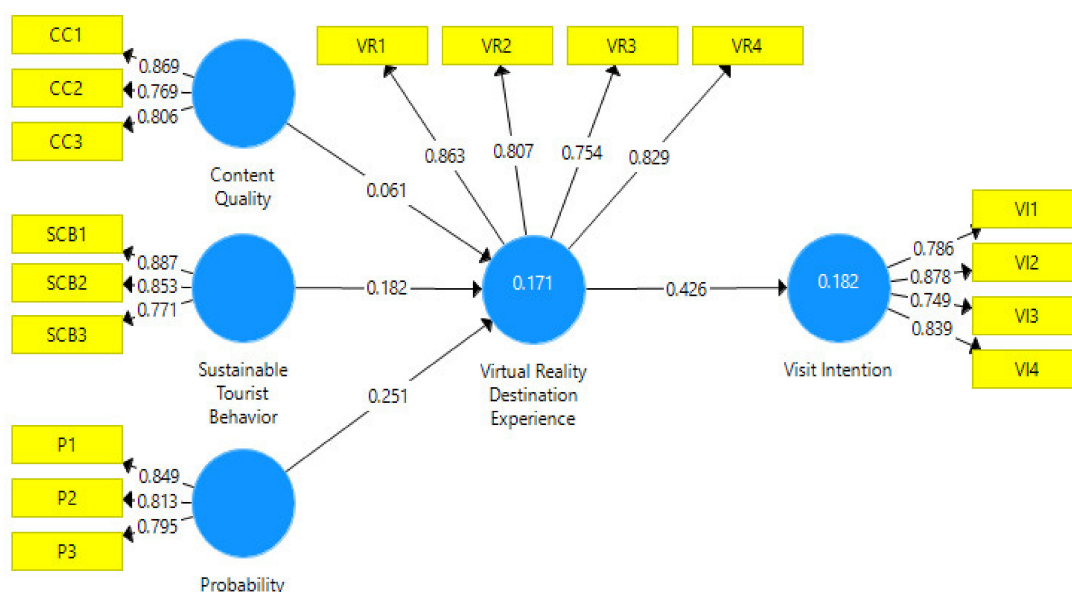 CC1
CC2
CC3
0.869
0.769
0.806
Content
Quality
VR1
VR2
VR3
VR4
0.863
0.807
0.754
0.829
0.061
SCB1
SCB2
SCB3
0.887
0.853
0.771
Sustainable
Tourist
Behavior
0.182
0.171
Virtual Reality
Destination
Experience
0.426
0.182
Visit Intention
0.786
0.878
0.749
0.839
VI1
VI2
VI3
VI4
0.251
P1
P2
P3
0.849
0.813
0.795
Probability